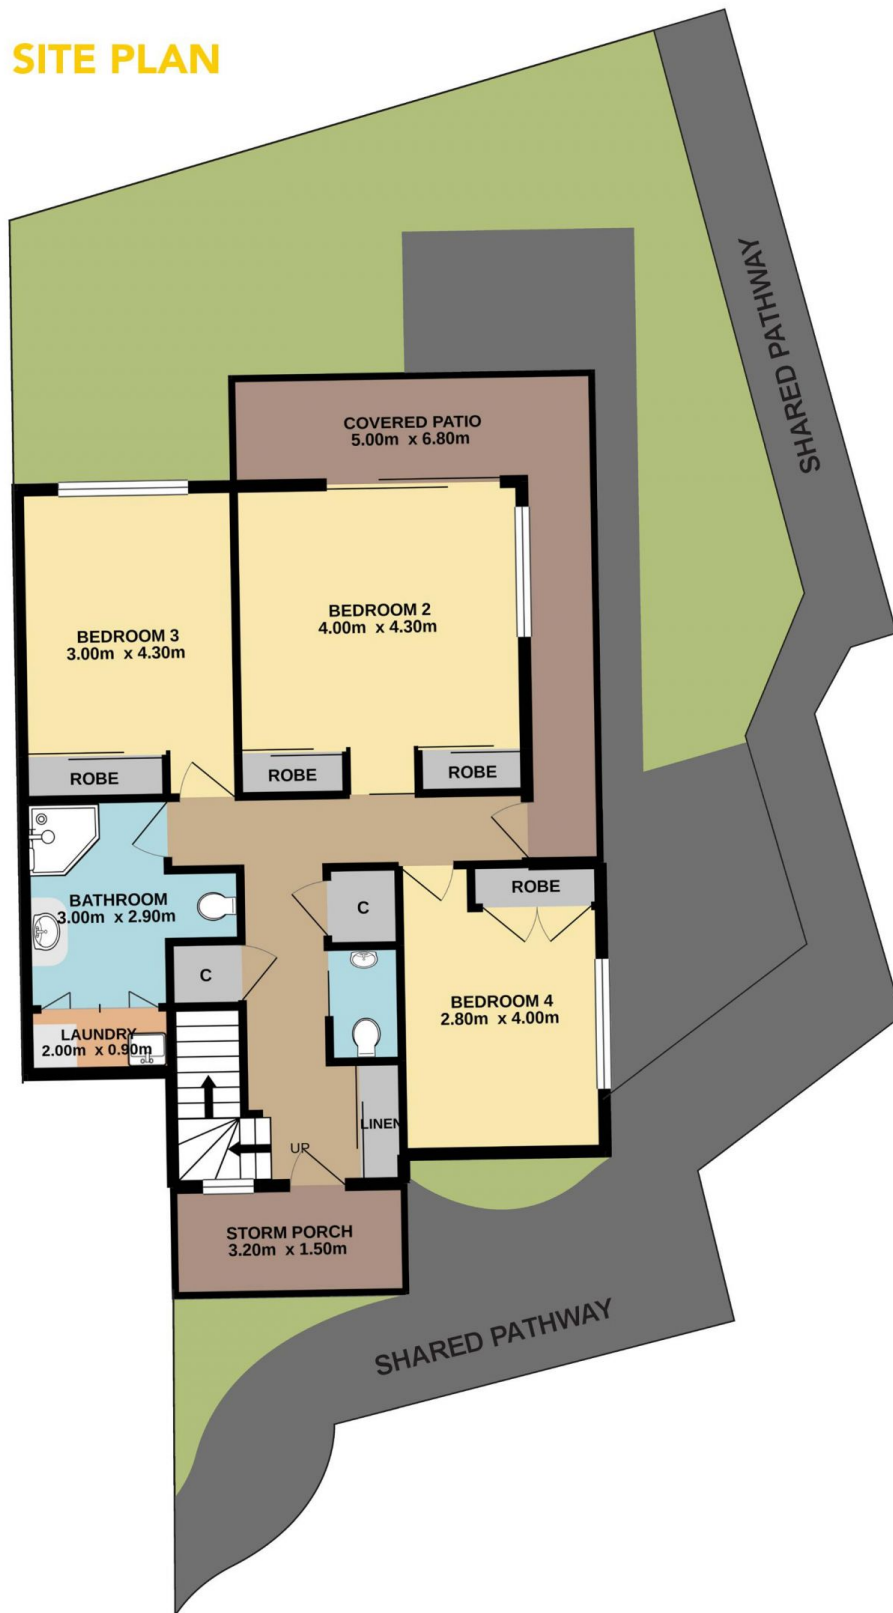 SITE PLAN
SHARED PATHWAY
COVERED PATIO
5.00m x 6.80m
BEDROOM 2
4.00m x 4.30m
BEDROOM 3
3.00m x 4.30m
ROBE
ROBE
ROBE
ROBE
BATHROOM
3.00m x 2.90m
C
C
BEDROOM 4
2.80m x 4.00m
LAUNDRY
2.00m x 0.90m
LINEN
UP
STORM PORCH
3.20m x 1.50m
SHARED PATHWAY